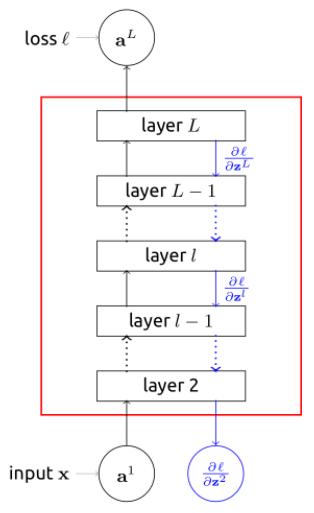 loss ℓ a^L
layer L
∂ℓ/∂z^L
layer L − 1
layer l
∂ℓ/∂z^l
layer l − 1
layer 2
input x a^1 ∂ℓ/∂z^2